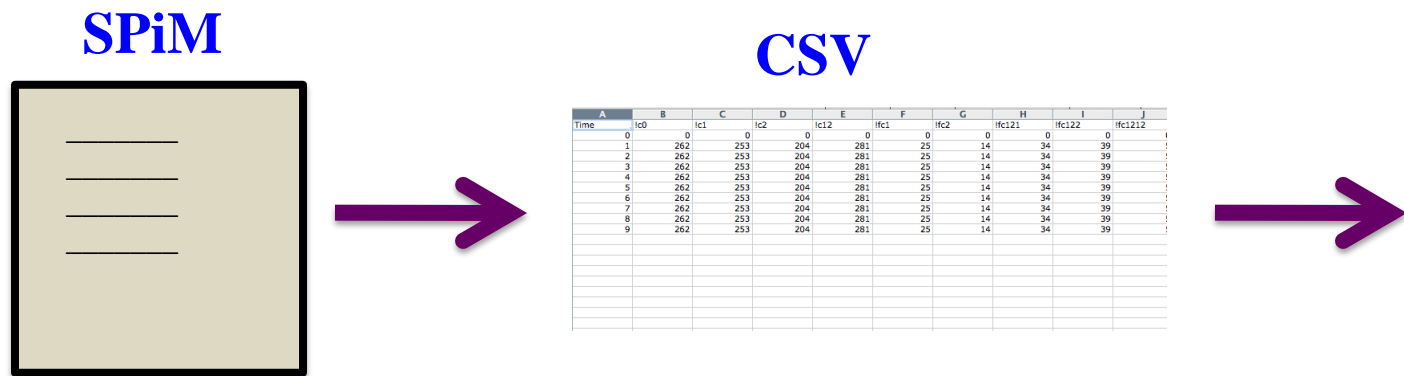 SPiM
CSV
A B C D E F G H I J
Time !c0 !c1 !c2 !c12 !fc1 !fc2 !fc121 !fc122 !fc1212
0 0 0 0 0 0 0 0 0
1 262 253 204 281 25 14 34 39
2 262 253 204 281 25 14 34 39
3 262 253 204 281 25 14 34 39
4 262 253 204 281 25 14 34 39
5 262 253 204 281 25 14 34 39
6 262 253 204 281 25 14 34 39
7 262 253 204 281 25 14 34 39
8 262 253 204 281 25 14 34 39
9 262 253 204 281 25 14 34 39